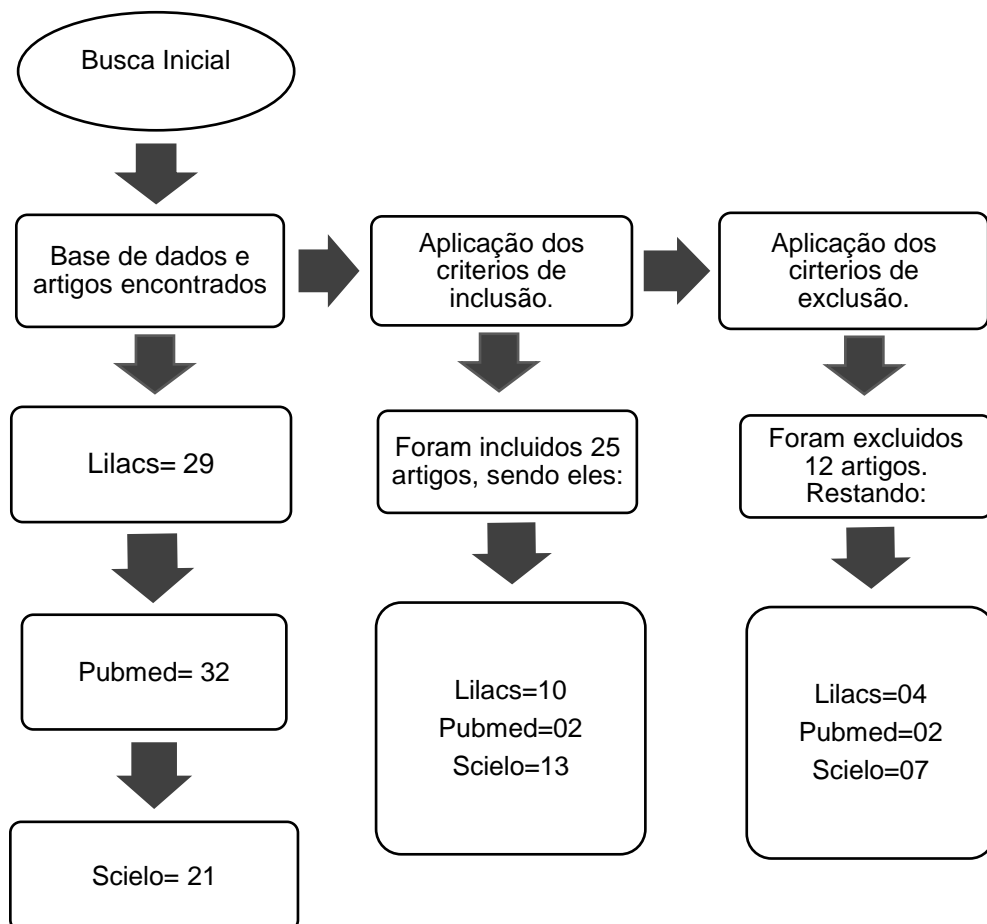 Busca Inicial
Base de dados e
artigos encontrados
Aplicação dos
criterios de
inclusão.
Aplicação dos
cirterios de
exclusão.
Lilacs= 29
Foram incluidos 25
artigos, sendo eles:
Foram excluidos
12 artigos.
Restando:
Pubmed= 32
Lilacs=10
Pubmed=02
Scielo=13
Lilacs=04
Pubmed=02
Scielo=07
Scielo= 21